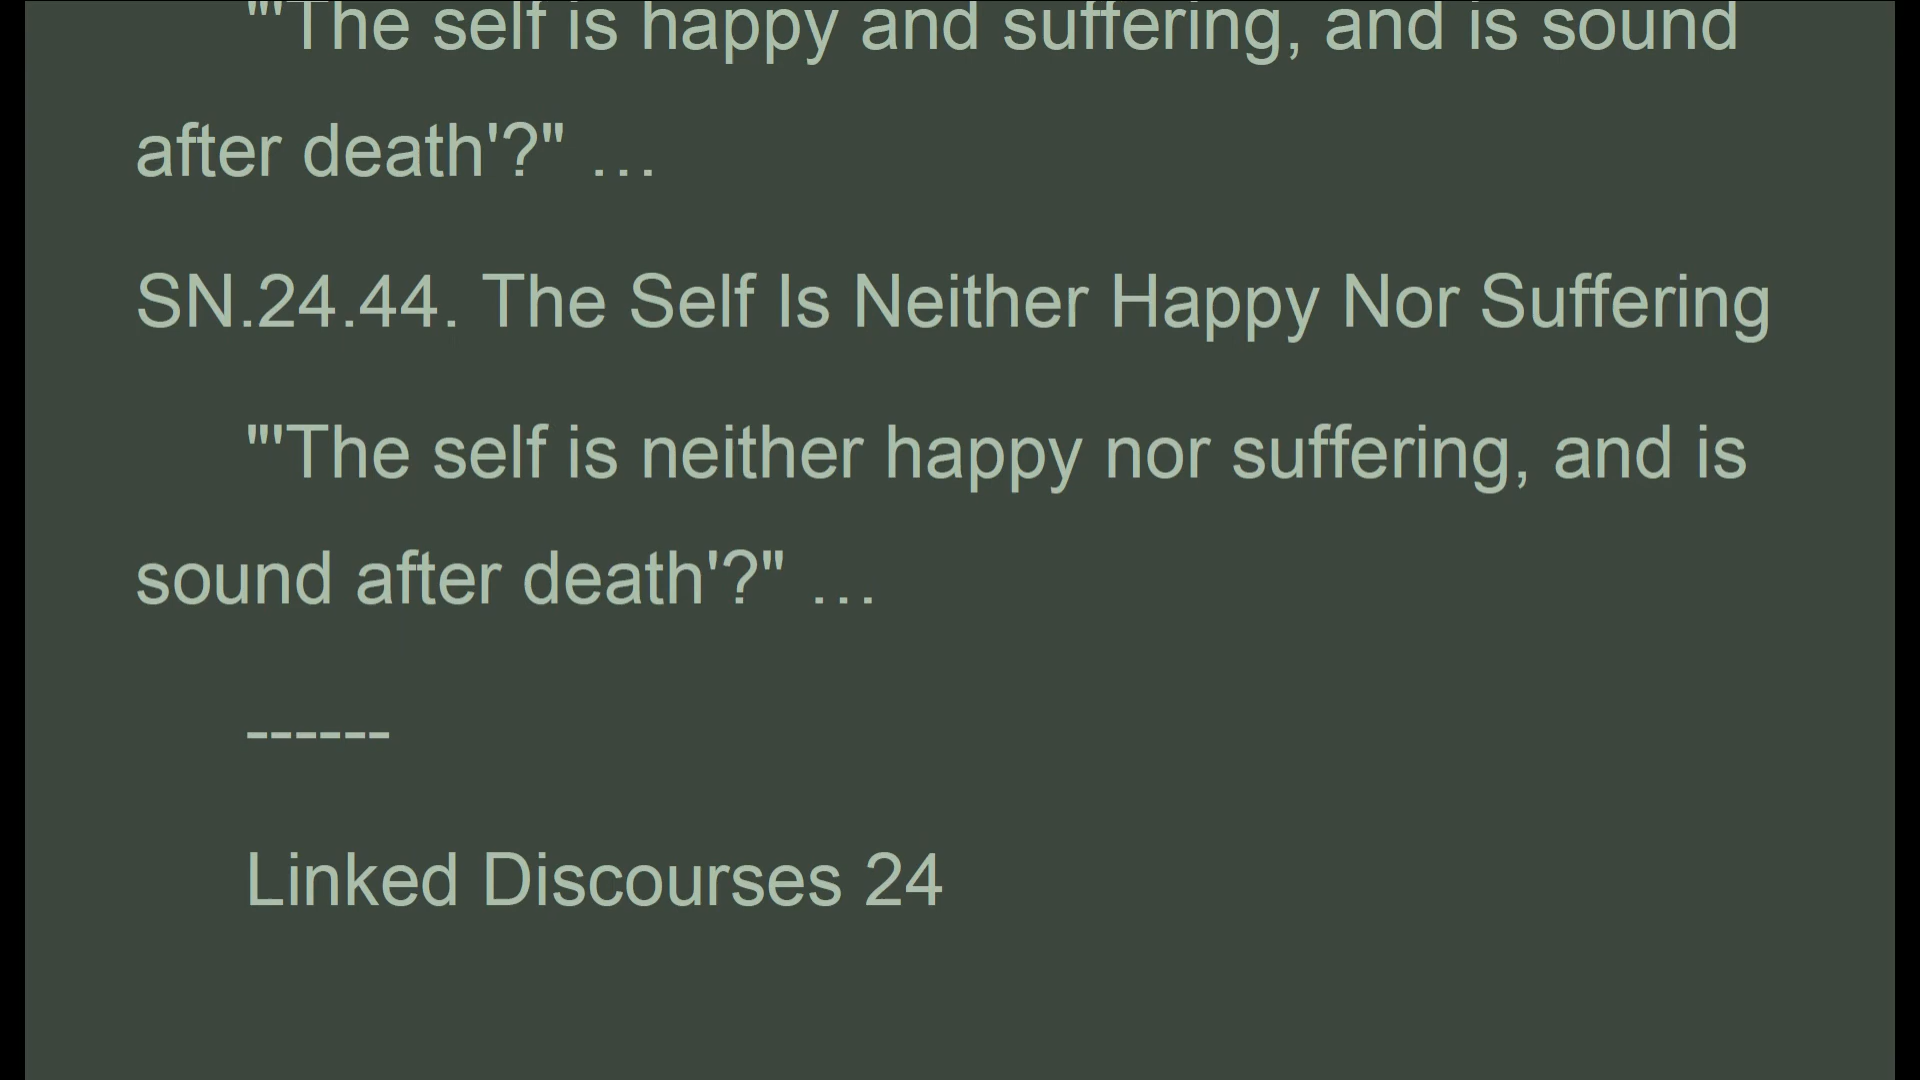 "'The self is happy and suffering, and is sound
after death'?" …
SN.24.44. The Self Is Neither Happy Nor Suffering
"'The self is neither happy nor suffering, and is
sound after death'?" …
------
Linked Discourses 24